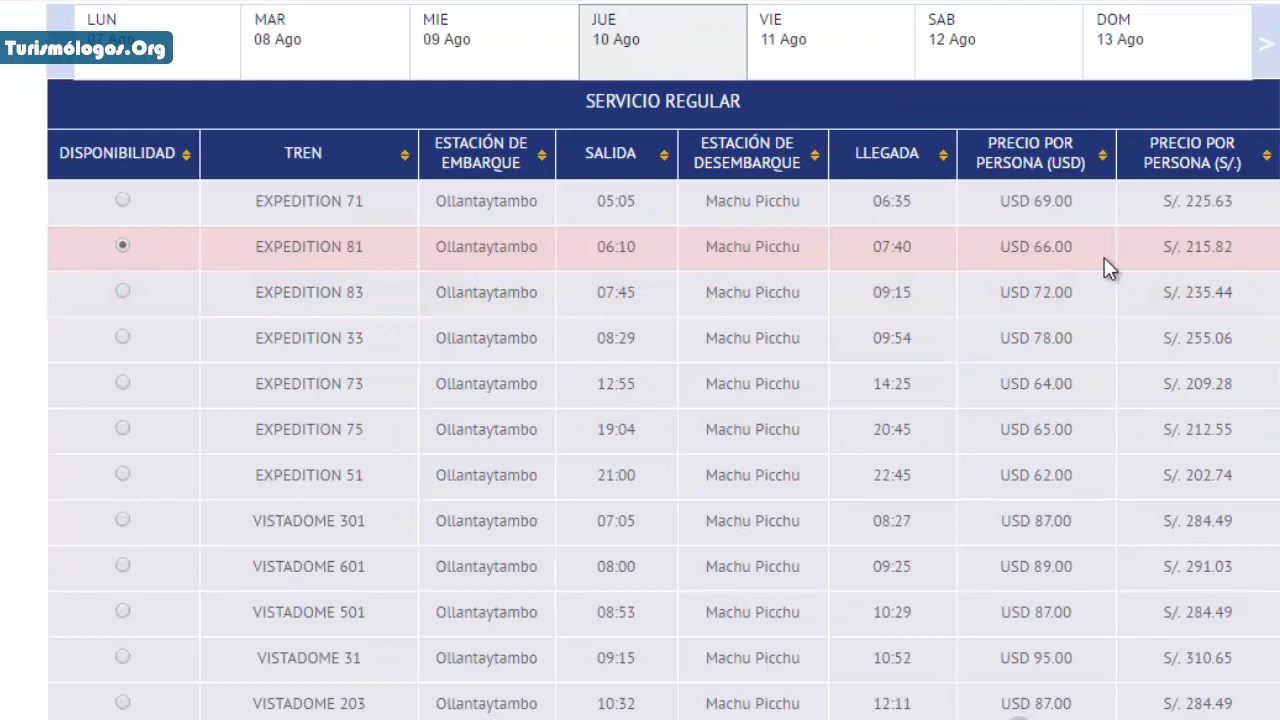 LUN MAR MIE JUE VIE SAB DOM
07 Ago 08 Ago 09 Ago 10 Ago 11 Ago 12 Ago 13 Ago >
Turismólogos.Org
SERVICIO REGULAR
DISPONIBILIDAD TREN ESTACIÓN DE EMBARQUE SALIDA ESTACIÓN DE DESEMBARQUE LLEGADA PRECIO POR PERSONA (USD) PRECIO POR PERSONA (S/.)
EXPEDITION 71 Ollantaytambo 05:05 Machu Picchu 06:35 USD 69.00 S/. 225.63
EXPEDITION 81 Ollantaytambo 06:10 Machu Picchu 07:40 USD 66.00 S/. 215.82
EXPEDITION 83 Ollantaytambo 07:45 Machu Picchu 09:15 USD 72.00 S/. 235.44
EXPEDITION 33 Ollantaytambo 08:29 Machu Picchu 09:54 USD 78.00 S/. 255.06
EXPEDITION 73 Ollantaytambo 12:55 Machu Picchu 14:25 USD 64.00 S/. 209.28
EXPEDITION 75 Ollantaytambo 19:04 Machu Picchu 20:45 USD 65.00 S/. 212.55
EXPEDITION 51 Ollantaytambo 21:00 Machu Picchu 22:45 USD 62.00 S/. 202.74
VISTADOME 301 Ollantaytambo 07:05 Machu Picchu 08:27 USD 87.00 S/. 284.49
VISTADOME 601 Ollantaytambo 08:00 Machu Picchu 09:25 USD 89.00 S/. 291.03
VISTADOME 501 Ollantaytambo 08:53 Machu Picchu 10:29 USD 87.00 S/. 284.49
VISTADOME 31 Ollantaytambo 09:15 Machu Picchu 10:52 USD 95.00 S/. 310.65
VISTADOME 203 Ollantaytambo 10:32 Machu Picchu 12:11 USD 87.00 S/. 284.49